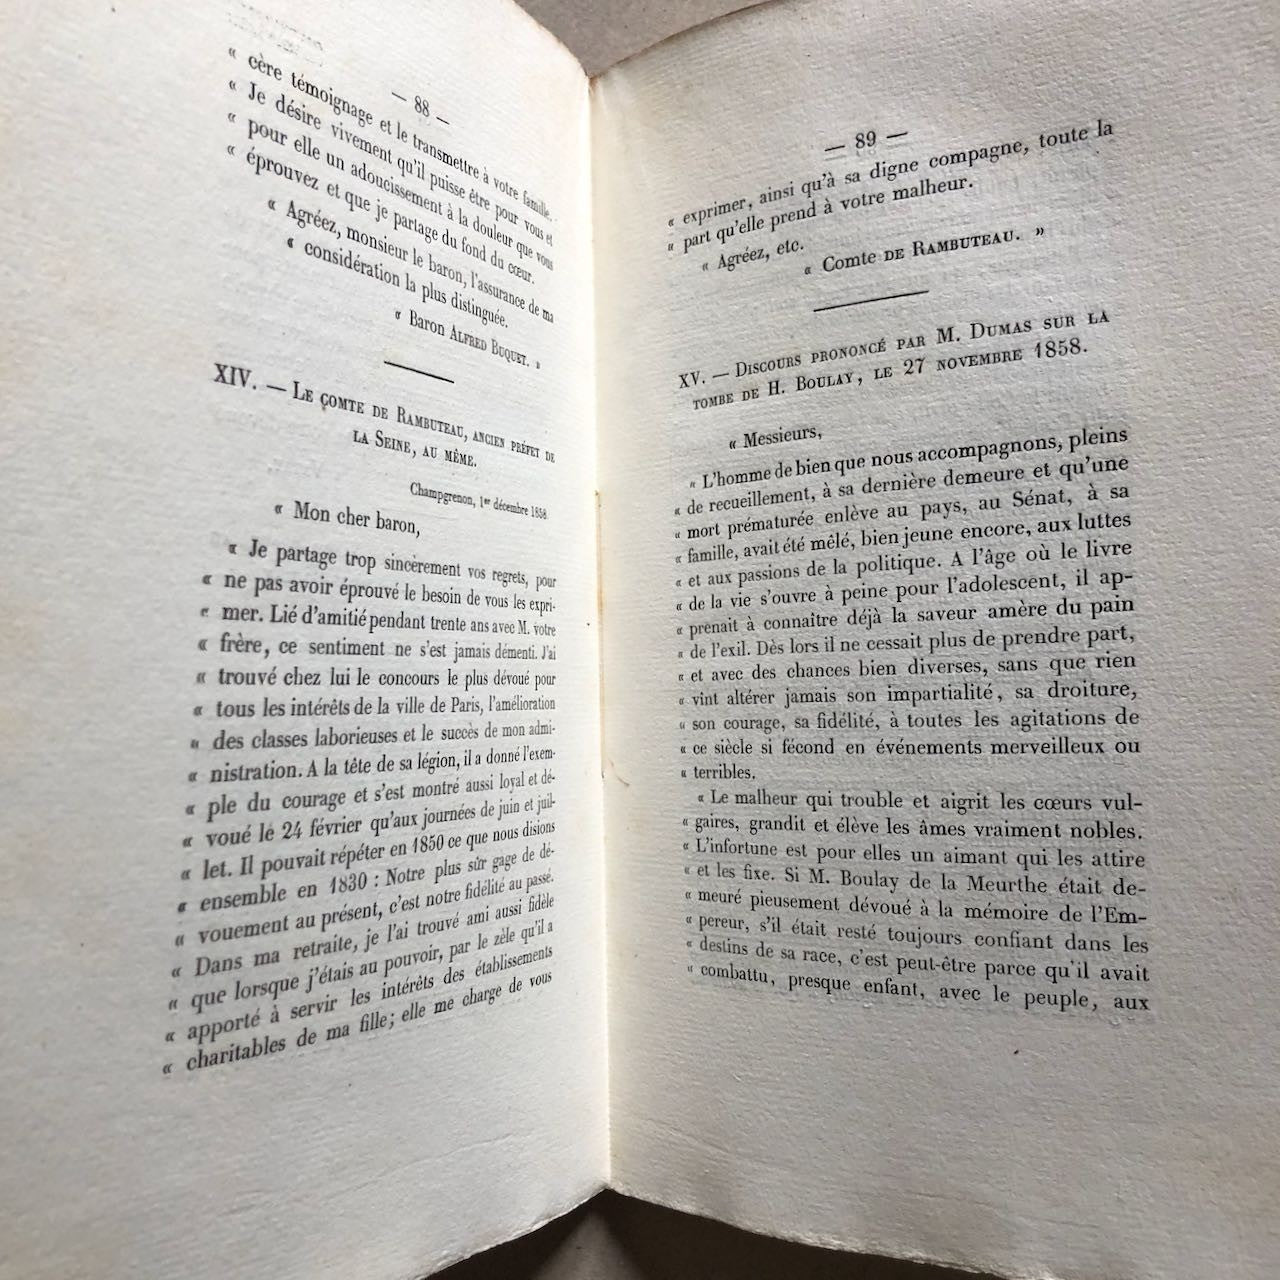 — 88 —
« cère témoignage et le transmettre à votre famille.
« Je désire vivement qu'il puisse être pour vous et
« pour elle un adoucissement à la douleur que vous
« éprouvez et que je partage du fond du cœur.
« Agréez, monsieur le baron, l'assurance de ma
« considération la plus distinguée.
« Baron Alfred Buquet. »
XIV. — Le comte de Rambuteau, ancien préfet de
la Seine, au même.
Champgrenon, 1er décembre 1858.
« Mon cher baron,
« Je partage trop sincèrement vos regrets, pour
« ne pas avoir éprouvé le besoin de vous les expri-
« mer. Lié d'amitié pendant trente ans avec M. votre
« frère, ce sentiment ne s'est jamais démenti. J'ai
« trouvé chez lui le concours le plus dévoué pour
« tous les intérêts de la ville de Paris, l'amélioration
« des classes laborieuses et le succès de mon admi-
« nistration. A la tête de sa légion, il a donné l'exem-
« ple du courage et s'est montré aussi loyal et dé-
« voué le 24 février qu'aux journées de juin et juil-
« let. Il pouvait répéter en 1850 ce que nous disions
« ensemble en 1830 : Notre plus sûr gage de dé-
« vouement au présent, c'est notre fidélité au passé.
« Dans ma retraite, je l'ai trouvé ami aussi fidèle
« que lorsque j'étais au pouvoir, par le zèle qu'il a
« apporté à servir les intérêts des établissements
« charitables de ma fille; elle me charge de vous
— 89 —
« exprimer, ainsi qu'à sa digne compagne, toute la
« part qu'elle prend à votre malheur.
« Agréez, etc.
« Comte de Rambuteau. »
XV. — Discours prononcé par M. Dumas sur la
tombe de H. Boulay, le 27 novembre 1858.
« Messieurs,
« L'homme de bien que nous accompagnons, pleins
« de recueillement, à sa dernière demeure et qu'une
« mort prématurée enlève au pays, au Sénat, à sa
« famille, avait été mêlé, bien jeune encore, aux luttes
« et aux passions de la politique. A l'âge où le livre
« de la vie s'ouvre à peine pour l'adolescent, il ap-
« prenait à connaître déjà la saveur amère du pain
« de l'exil. Dès lors il ne cessait plus de prendre part,
« et avec des chances bien diverses, sans que rien
« vint altérer jamais son impartialité, sa droiture,
« son courage, sa fidélité, à toutes les agitations de
« ce siècle si fécond en événements merveilleux ou
« terribles.
« Le malheur qui trouble et aigrit les cœurs vul-
« gaires, grandit et élève les âmes vraiment nobles.
« L'infortune est pour elles un aimant qui les attire
« et les fixe. Si M. Boulay de la Meurthe était de-
« meuré pieusement dévoué à la mémoire de l'Em-
« pereur, s'il était resté toujours confiant dans les
« destins de sa race, c'est peut-être parce qu'il avait
« combattu, presque enfant, avec le peuple, aux